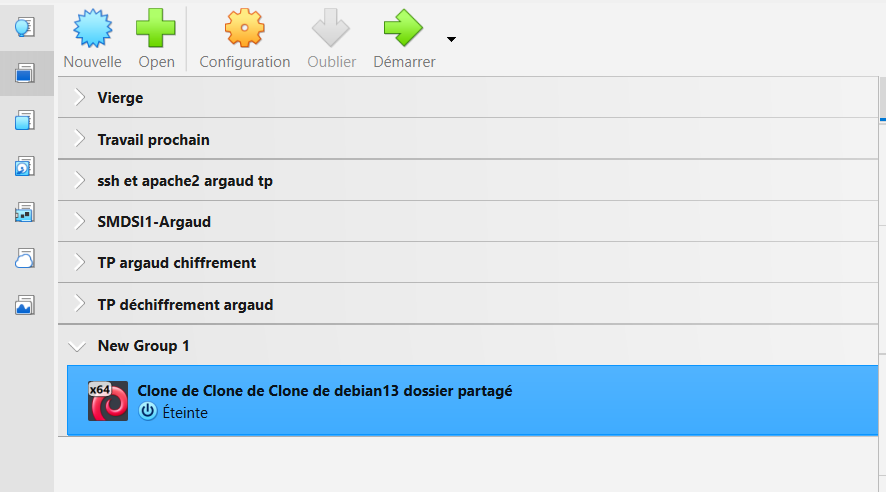 Nouvelle
Open
Configuration
Oublier
Démarrer
Vierge
Travail prochain
ssh et apache2 argaud tp
SMDSI1-Argaud
TP argaud chiffrement
TP déchiffrement argaud
New Group 1
x64
Clone de Clone de Clone de debian13 dossier partagé
Éteinte